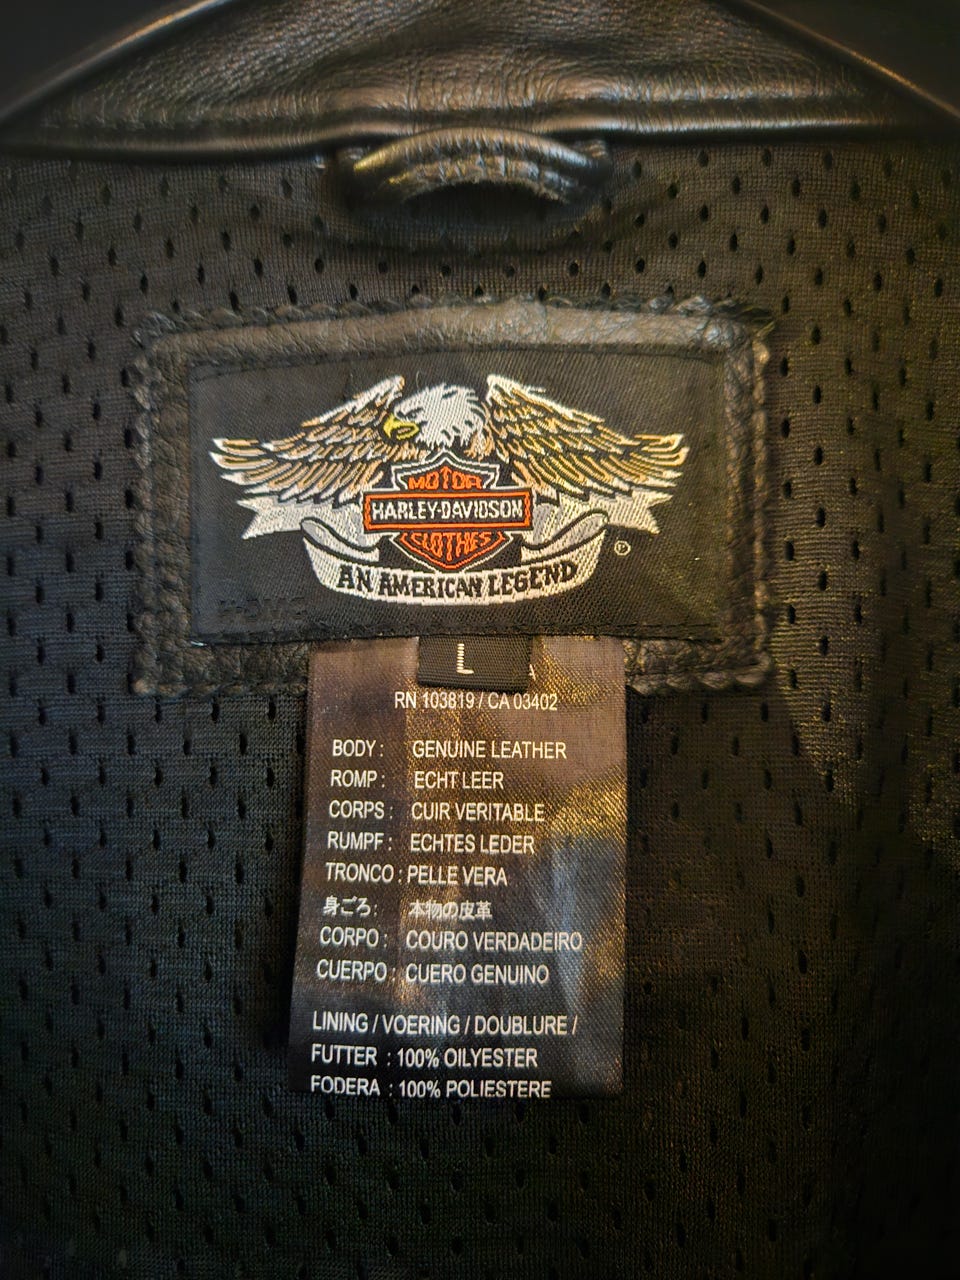 MOTOR
HARLEY-DAVIDSON
CLOTHES
AN AMERICAN LEGEND
®
L
RN 103819 / CA 03402
BODY : GENUINE LEATHER
ROMP : ECHT LEER
CORPS : CUIR VERITABLE
RUMPF : ECHTES LEDER
TRONCO : PELLE VERA
身ごろ : 本物の皮革
CORPO : COURO VERDADEIRO
CUERPO : CUERO GENUINO
LINING / VOERING / DOUBLURE /
FUTTER : 100% OILYESTER
FODERA : 100% POLIESTERE